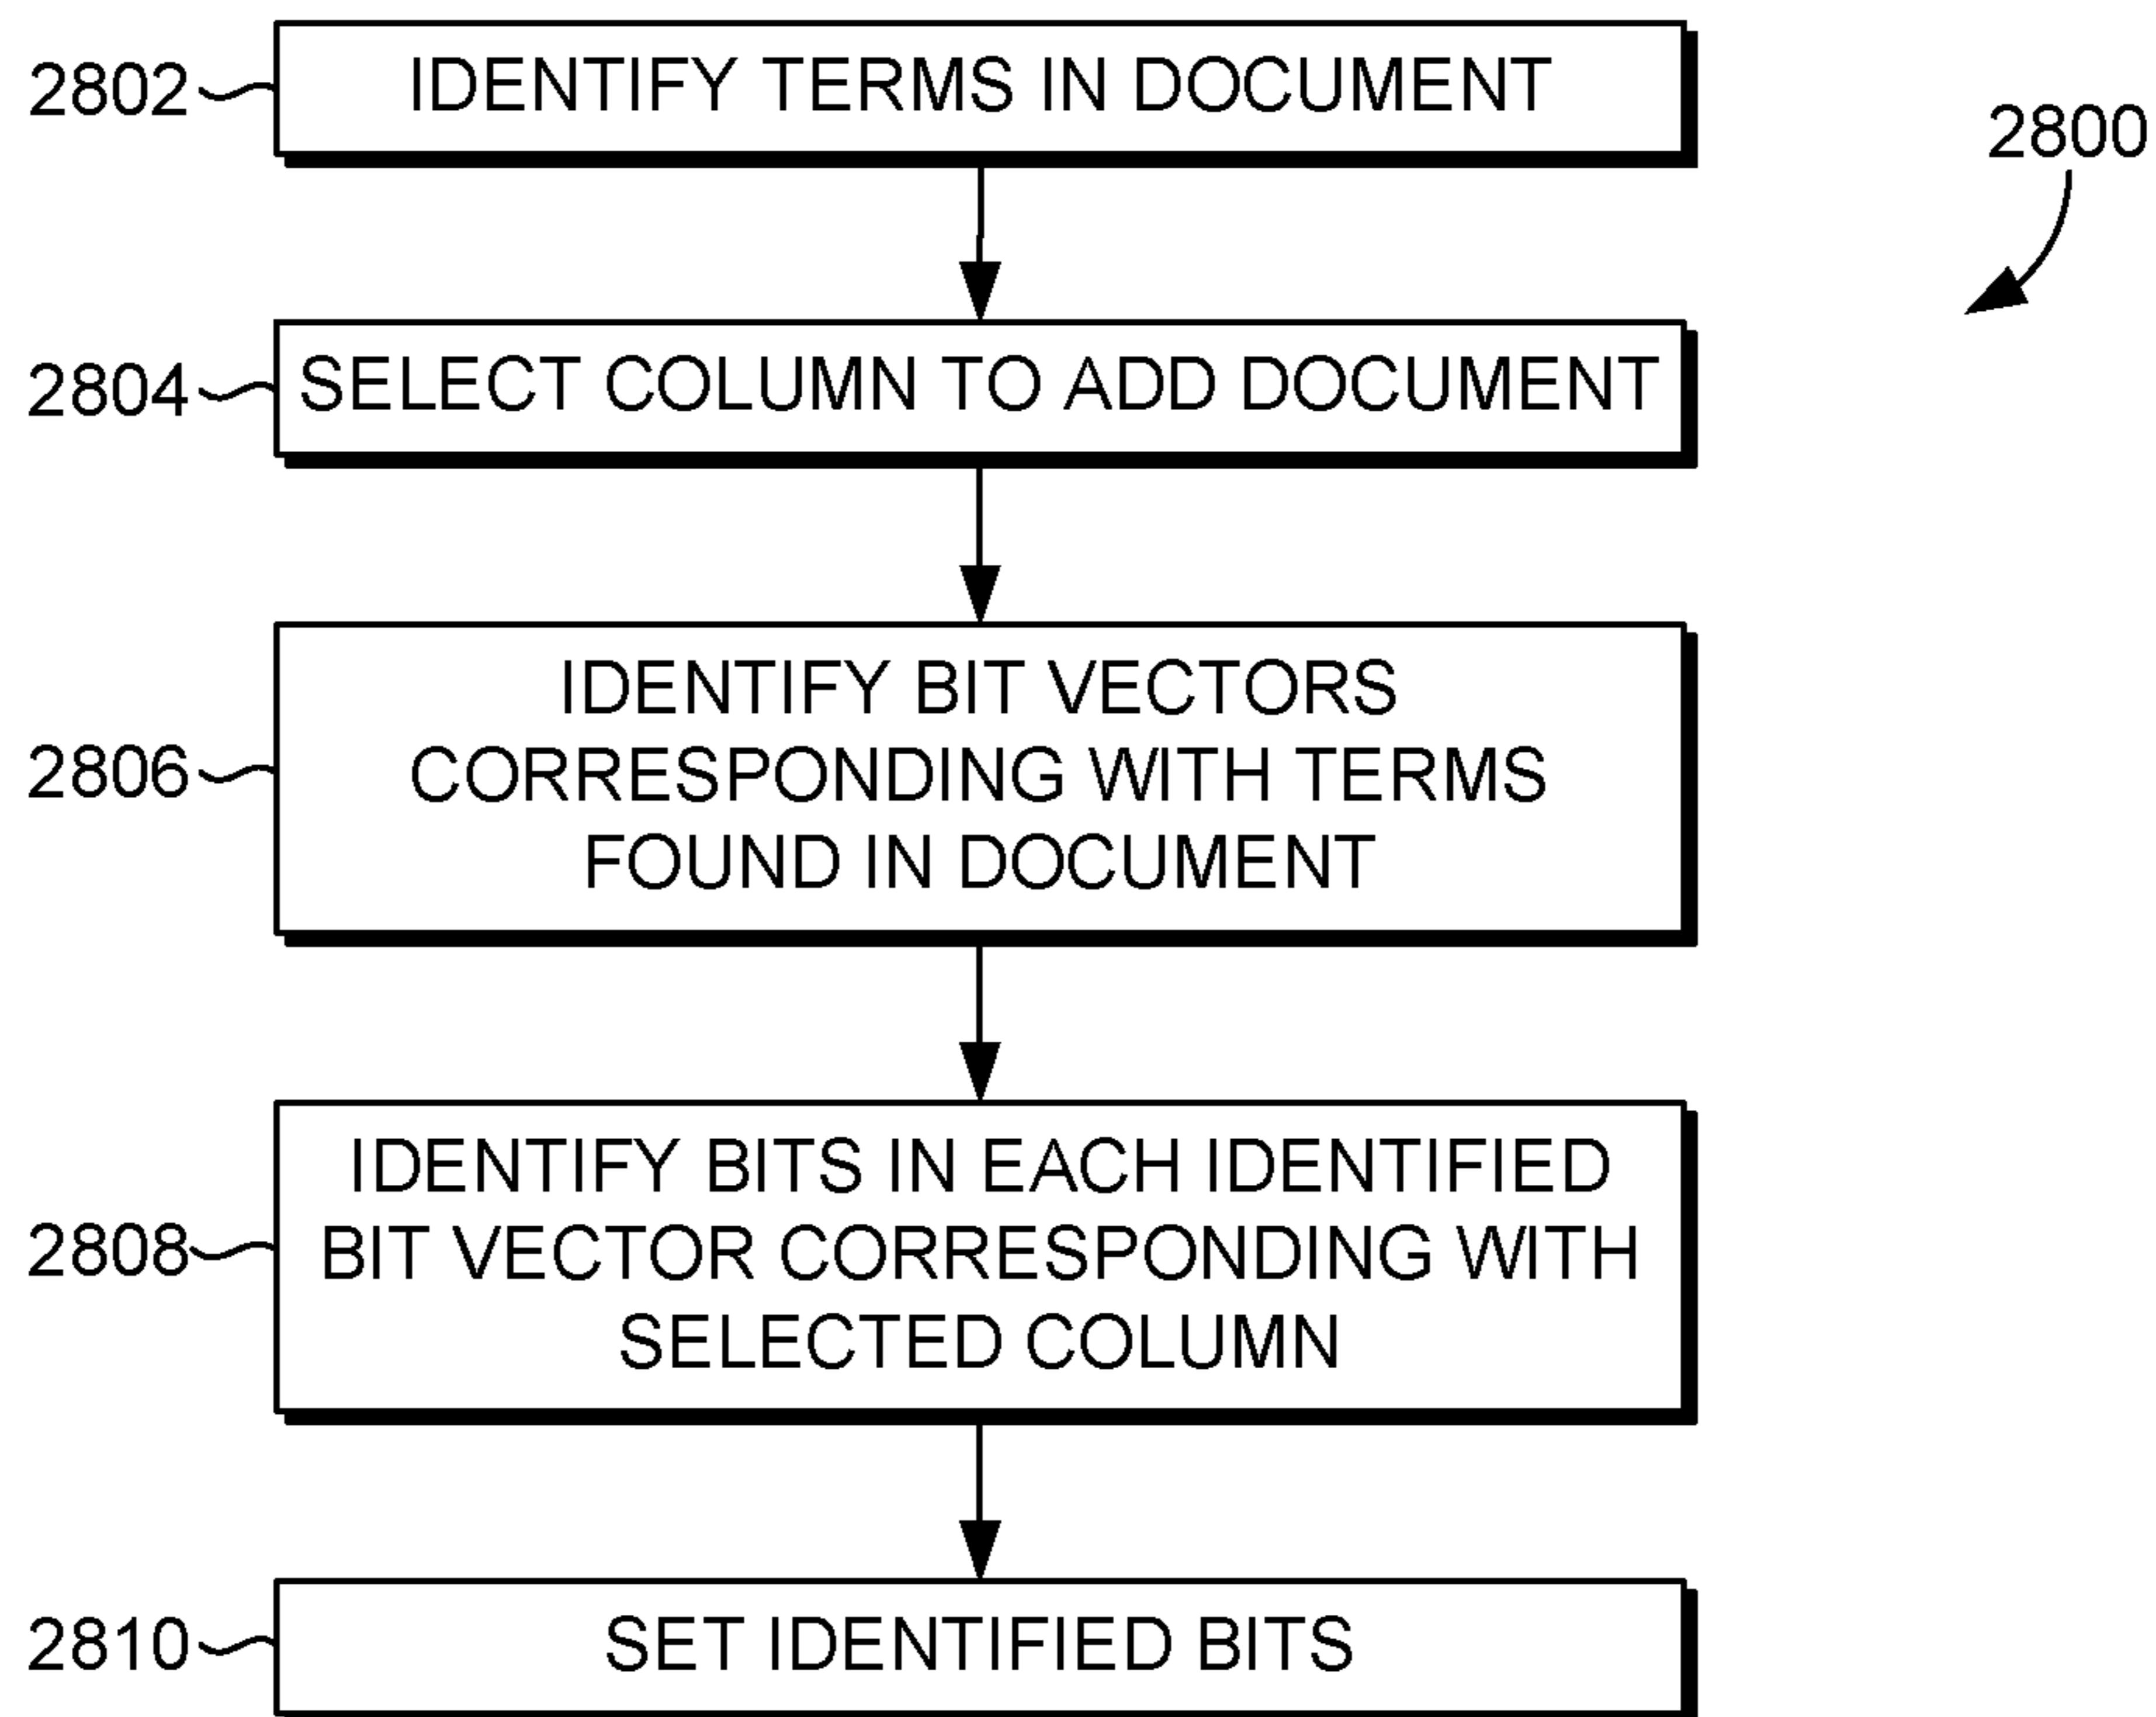 2802
IDENTIFY TERMS IN DOCUMENT
2800
2804
SELECT COLUMN TO ADD DOCUMENT
2806
IDENTIFY BIT VECTORS
CORRESPONDING WITH TERMS
FOUND IN DOCUMENT
2808
IDENTIFY BITS IN EACH IDENTIFIED
BIT VECTOR CORRESPONDING WITH
SELECTED COLUMN
2810
SET IDENTIFIED BITS